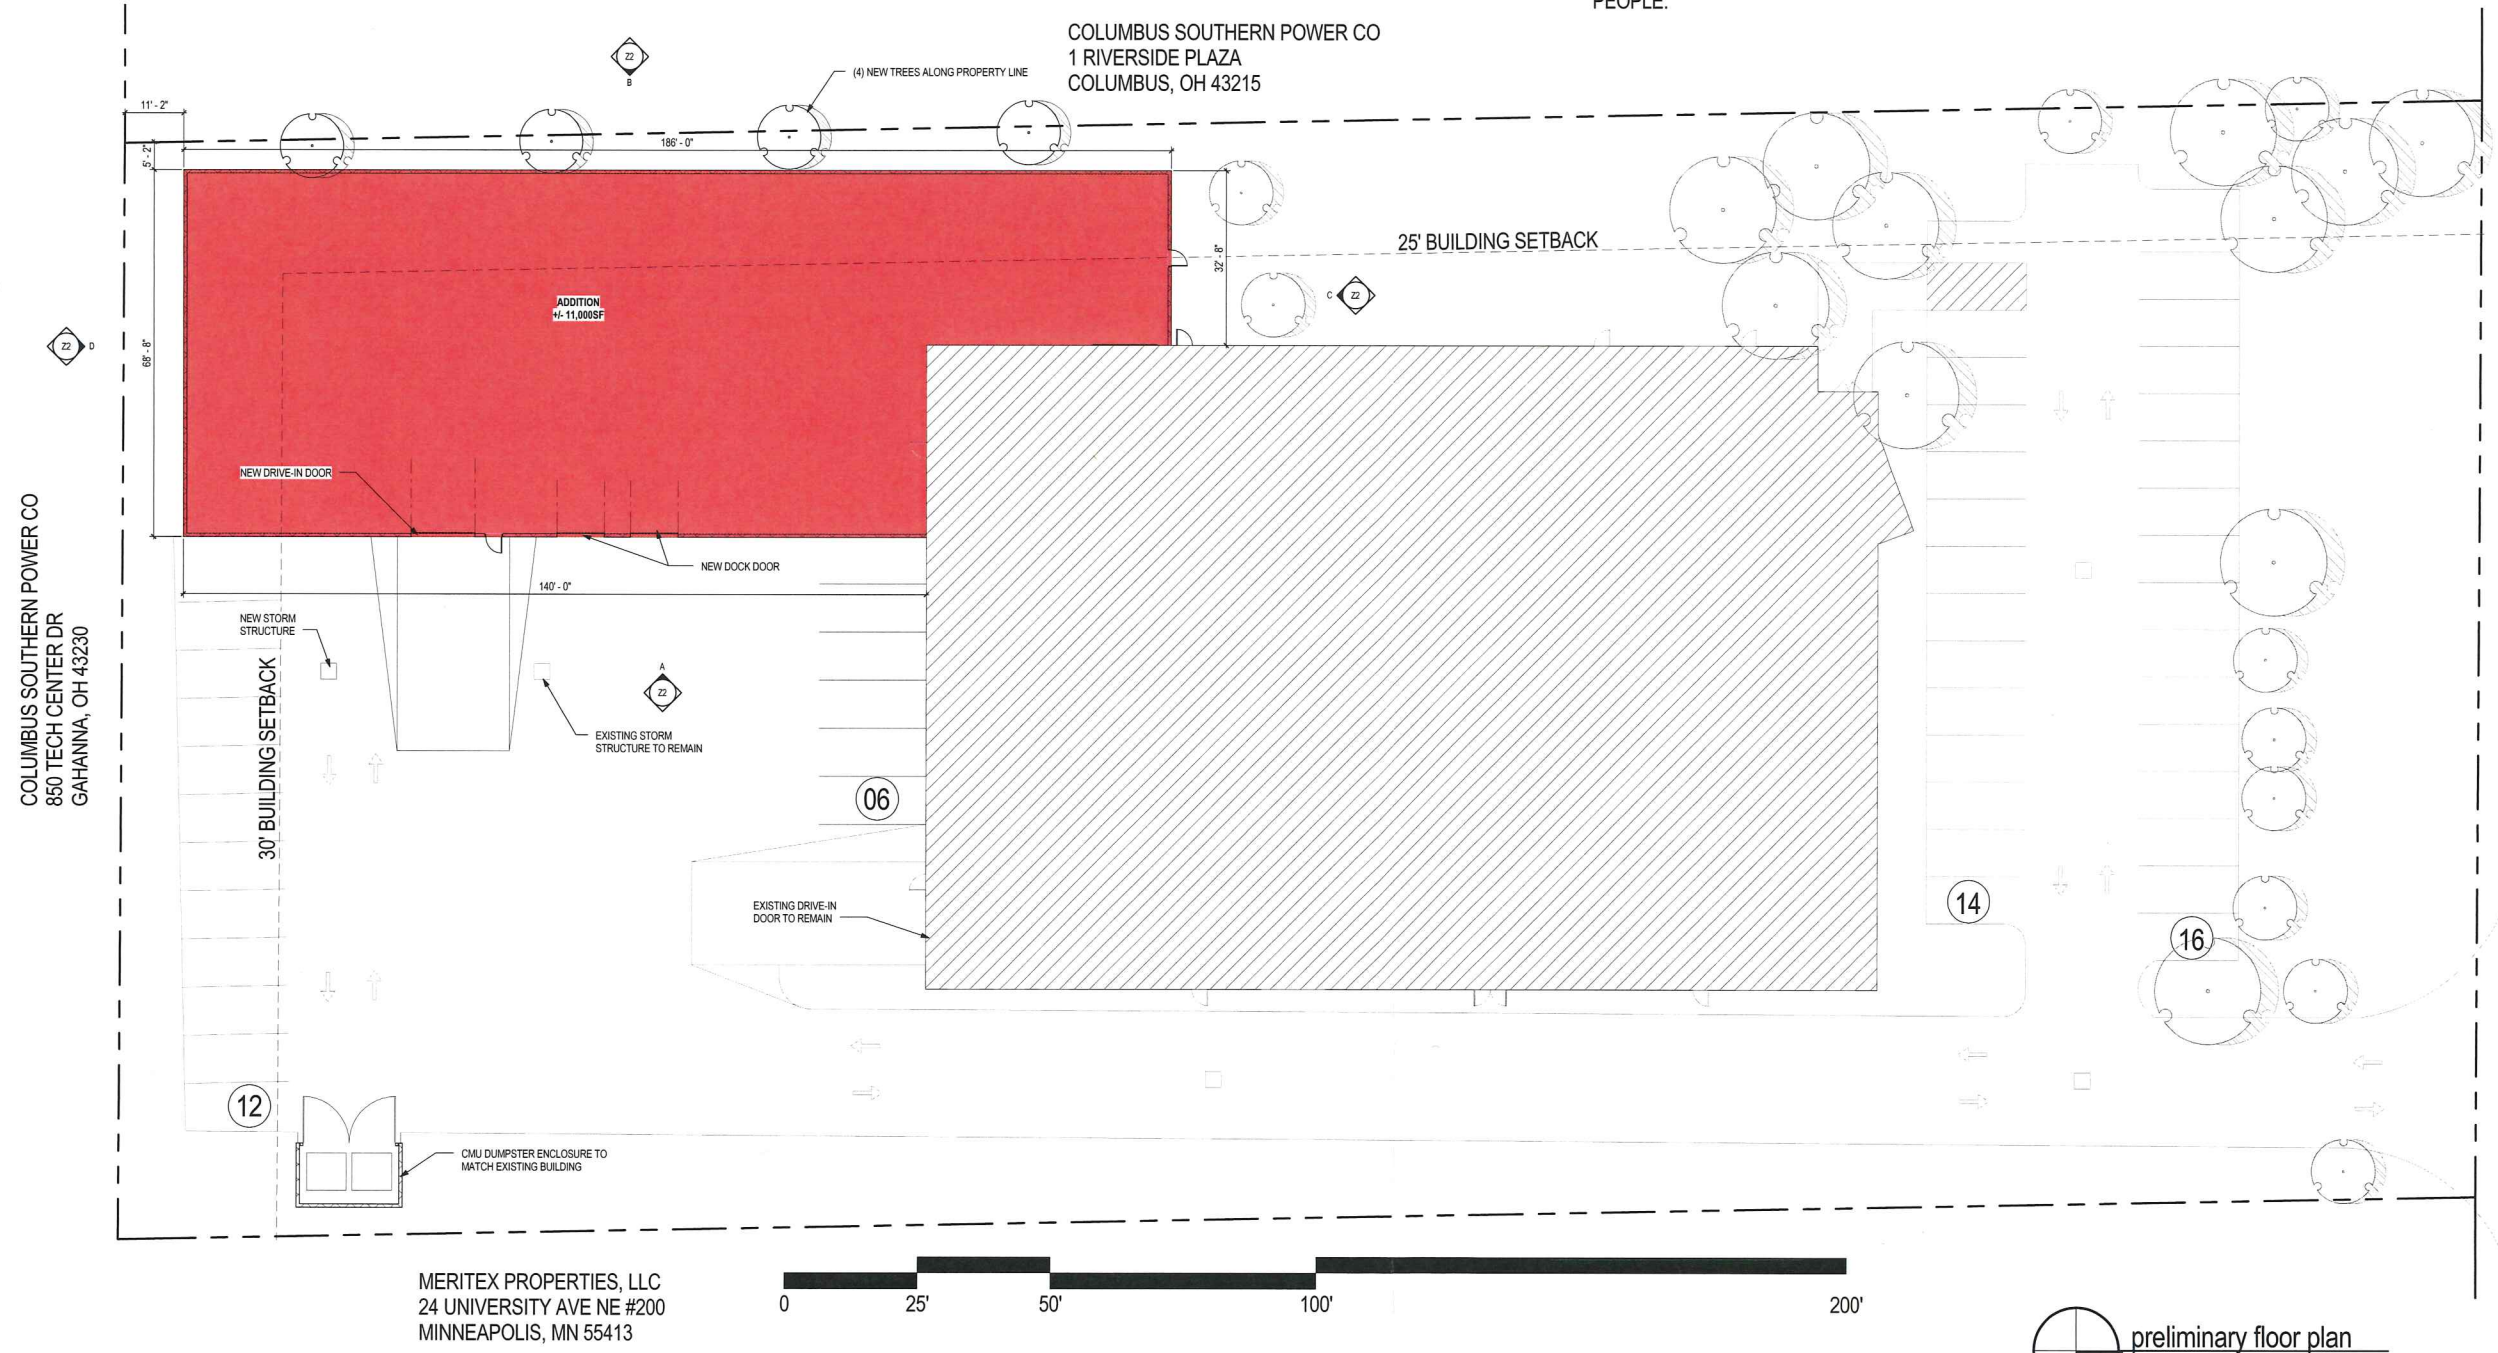 PEOPLE.
COLUMBUS SOUTHERN POWER CO
1 RIVERSIDE PLAZA
COLUMBUS, OH 43215
Z2
B
(4) NEW TREES ALONG PROPERTY LINE
11' - 2"
5' - 2"
186' - 0"
25' BUILDING SETBACK
32' - 8"
ADDITION
+/- 11,000SF
C
Z2
Z2
D
68' - 8"
NEW DRIVE-IN DOOR
NEW DOCK DOOR
140' - 0"
COLUMBUS SOUTHERN POWER CO
850 TECH CENTER DR
GAHANNA, OH 43230
NEW STORM
STRUCTURE
30' BUILDING SETBACK
A
Z2
EXISTING STORM
STRUCTURE TO REMAIN
06
EXISTING DRIVE-IN
DOOR TO REMAIN
14
16
12
CMU DUMPSTER ENCLOSURE TO
MATCH EXISTING BUILDING
MERITEX PROPERTIES, LLC
24 UNIVERSITY AVE NE #200
MINNEAPOLIS, MN 55413
0
25'
50'
100'
200'
preliminary floor plan